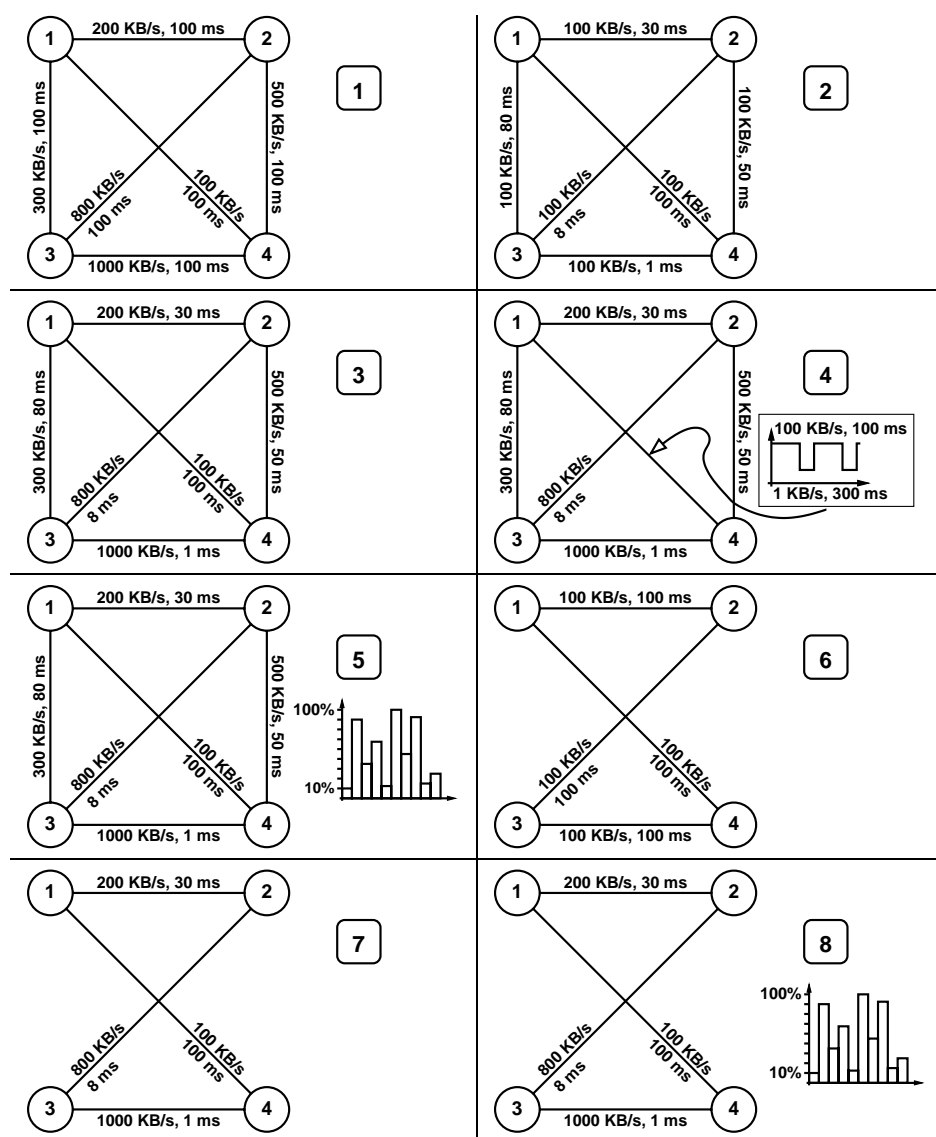 1
200 KB/s, 100 ms
2
300 KB/s, 100 ms
500 KB/s, 100 ms
800 KB/s
100 ms
100 KB/s
100 ms
3
1000 KB/s, 100 ms
4
1
1
100 KB/s, 30 ms
2
100 KB/s, 80 ms
100 KB/s, 50 ms
100 KB/s
8 ms
100 KB/s
100 ms
3
100 KB/s, 1 ms
4
2
1
200 KB/s, 30 ms
2
300 KB/s, 80 ms
500 KB/s, 50 ms
800 KB/s
8 ms
100 KB/s
100 ms
3
1000 KB/s, 1 ms
4
3
1
200 KB/s, 30 ms
2
300 KB/s, 80 ms
500 KB/s, 50 ms
800 KB/s
8 ms
3
1000 KB/s, 1 ms
4
4
100 KB/s, 100 ms
1 KB/s, 300 ms
1
200 KB/s, 30 ms
2
300 KB/s, 80 ms
500 KB/s, 50 ms
800 KB/s
8 ms
100 KB/s
100 ms
3
1000 KB/s, 1 ms
4
5
100%
10%
1
100 KB/s, 100 ms
2
100 KB/s
100 ms
100 KB/s
100 ms
3
100 KB/s, 100 ms
4
6
1
200 KB/s, 30 ms
2
800 KB/s
8 ms
100 KB/s
100 ms
3
1000 KB/s, 1 ms
4
7
1
200 KB/s, 30 ms
2
800 KB/s
8 ms
100 KB/s
100 ms
3
1000 KB/s, 1 ms
4
8
100%
10%